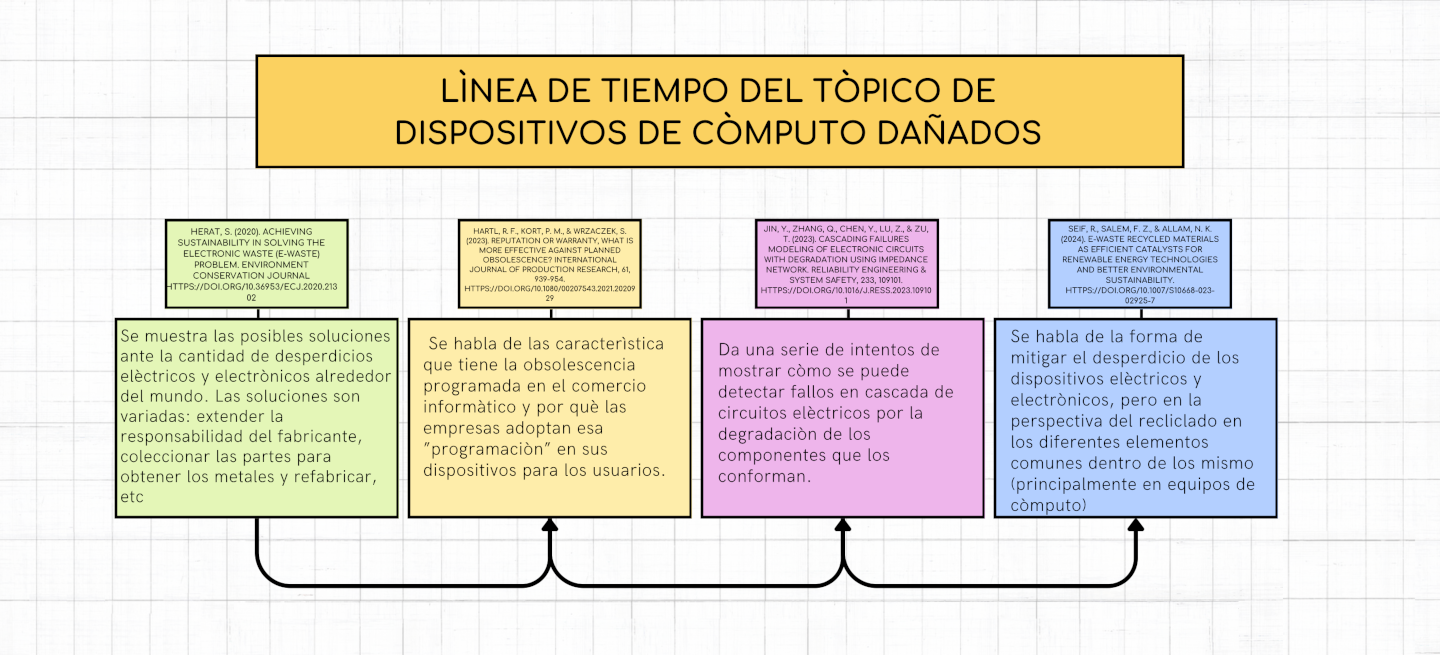 LÌNEA DE TIEMPO DEL TÒPICO DE
DISPOSITIVOS DE CÒMPUTO DAÑADOS
HERAT, S. (2020). ACHIEVING
SUSTAINABILITY IN SOLVING THE
ELECTRONIC WASTE (E-WASTE)
PROBLEM. ENVIRONMENT
CONSERVATION JOURNAL
HTTPS://DOI.ORG/10.36953/ECJ.2020.213
02
Se muestra las posibles soluciones
ante la cantidad de desperdicios
elèctricos y electrònicos alrededor
del mundo. Las soluciones son
variadas: extender la
responsabilidad del fabricante,
coleccionar las partes para
obtener los metales y refabricar,
etc
HARTL, R. F., KORT, P. M., & WRZACZEK, S.
(2023). REPUTATION OR WARRANTY, WHAT IS
MORE EFFECTIVE AGAINST PLANNED
OBSOLESCENCE? INTERNATIONAL
JOURNAL OF PRODUCTION RESEARCH, 61,
939-954.
HTTPS://DOI.ORG/10.1080/00207543.2021.20209
29
Se habla de las caracterìstica
que tiene la obsolescencia
programada en el comercio
informàtico y por què las
empresas adoptan esa
"programaciòn" en sus
dispositivos para los usuarios.
JIN, Y., ZHANG, Q., CHEN, Y., LU, Z., & ZU,
T. (2023). CASCADING FAILURES
MODELING OF ELECTRONIC CIRCUITS
WITH DEGRADATION USING IMPEDANCE
NETWORK. RELIABILITY ENGINEERING &
SYSTEM SAFETY, 233, 109101.
HTTPS://DOI.ORG/10.1016/J.RESS.2023.10910
1
Da una serie de intentos de
mostrar còmo se puede
detectar fallos en cascada de
circuitos elèctricos por la
degradaciòn de los
componentes que los
conforman.
SEIF, R., SALEM, F. Z., & ALLAM, N. K.
(2024). E-WASTE RECYCLED MATERIALS
AS EFFICIENT CATALYSTS FOR
RENEWABLE ENERGY TECHNOLOGIES
AND BETTER ENVIRONMENTAL
SUSTAINABILITY.
HTTPS://DOI.ORG/10.1007/S10668-023-
02925-7
Se habla de la forma de
mitigar el desperdicio de los
dispositivos elèctricos y
electrònicos, pero en la
perspectiva del recliclado en
los diferentes elementos
comunes dentro de los mismo
(principalmente en equipos de
còmputo)